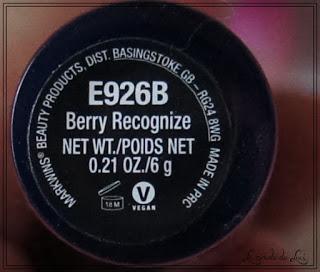 MARKWINS® BEAUTY PRODUCTS, DIST. BASINGSTOKE GB - RG24 8WG MADE IN PRC
E926B
Berry Recognize
NET WT./POIDS NET
0.21 OZ./6 g
18 M
V
VEGAN